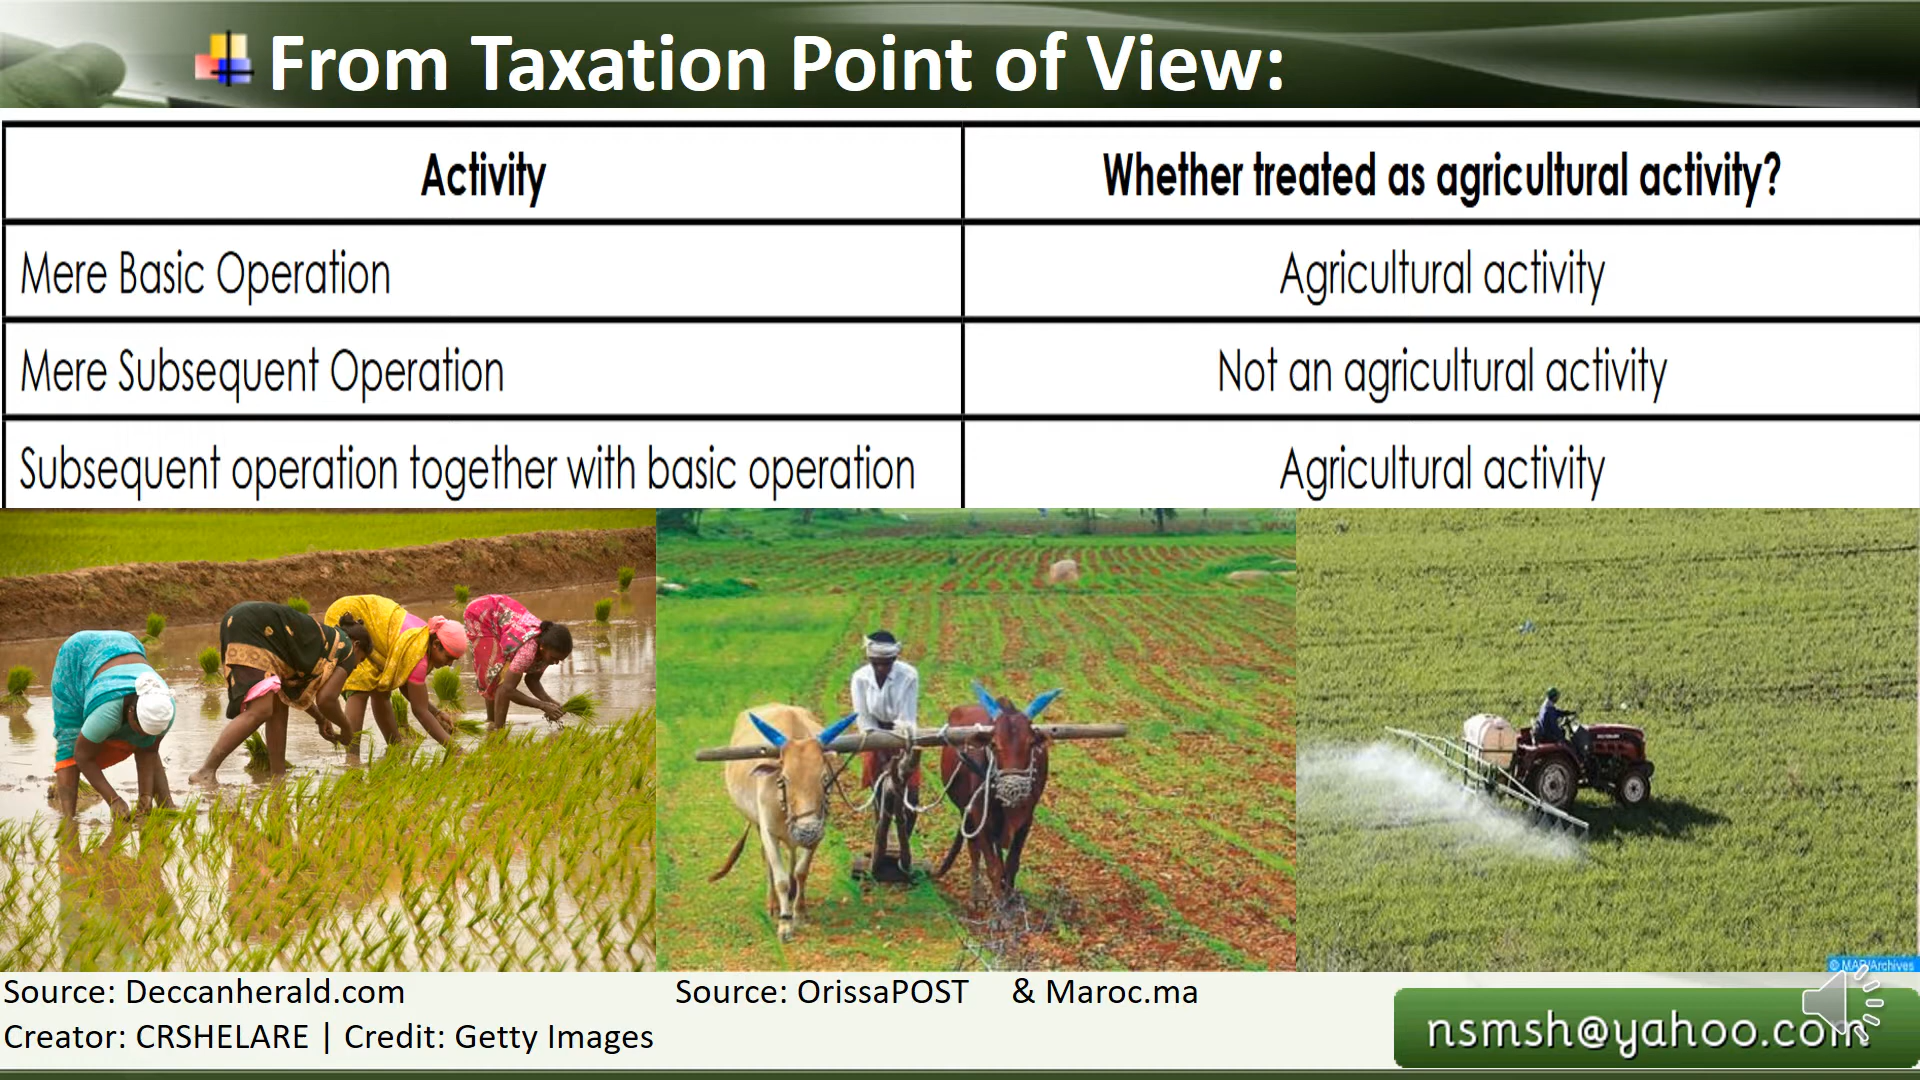 From Taxation Point of View:
Activity
Whether treated as agricultural activity?
Mere Basic Operation
Agricultural activity
Mere Subsequent Operation
Not an agricultural activity
Subsequent operation together with basic operation
Agricultural activity
© MAP/Archives
Source: Deccanherald.com
Source: OrissaPOST & Maroc.ma
Creator: CRSHELARE | Credit: Getty Images
nsmsh@yahoo.com